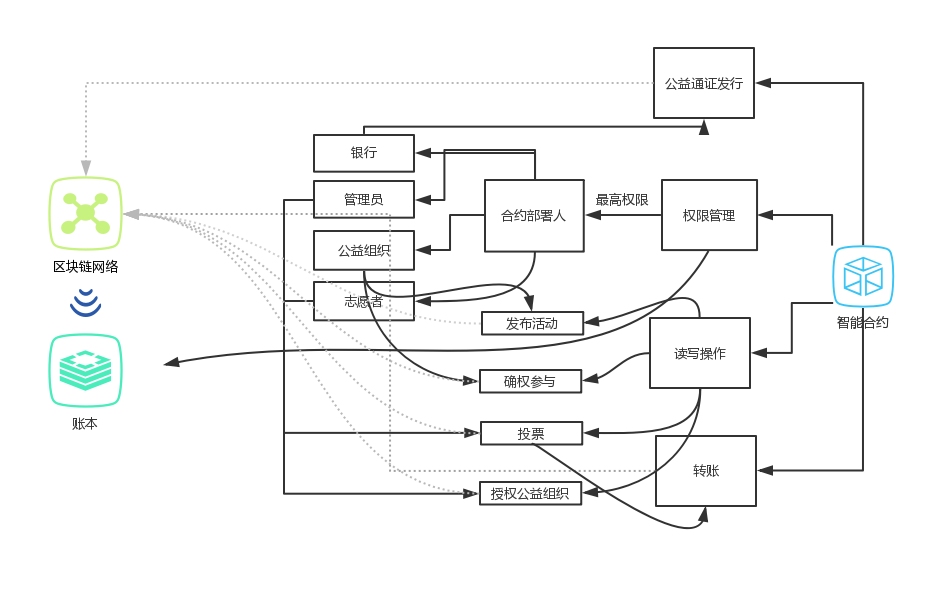 公益通证发行
银行
管理员
合约部署人
最高权限
权限管理
公益组织
区块链网络
志愿者
发布活动
智能合约
读写操作
确权参与
账本
投票
转账
授权公益组织